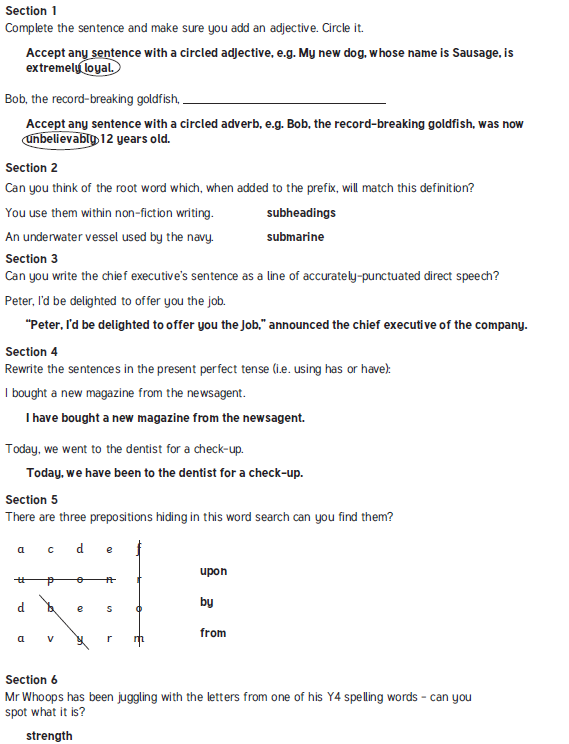 Section 1
Complete the sentence and make sure you add an adjective. Circle it.
Accept any sentence with a circled adjective, e.g. My new dog, whose name is Sausage, is
extremely loyal.
Bob, the record-breaking goldfish, ________________________________
Accept any sentence with a circled adverb, e.g. Bob, the record-breaking goldfish, was now
unbelievably 12 years old.
Section 2
Can you think of the root word which, when added to the prefix, will match this definition?
You use them within non-fiction writing. subheadings
An underwater vessel used by the navy. submarine
Section 3
Can you write the chief executive's sentence as a line of accurately-punctuated direct speech?
Peter, I'd be delighted to offer you the job.
"Peter, I'd be delighted to offer you the job," announced the chief executive of the company.
Section 4
Rewrite the sentences in the present perfect tense (i.e. using has or have):
I bought a new magazine from the newsagent.
I have bought a new magazine from the newsagent.
Today, we went to the dentist for a check-up.
Today, we have been to the dentist for a check-up.
Section 5
There are three prepositions hiding in this word search can you find them?
a c d e f
upon
u p o n r
by
d b e s o
from
a v y r m
Section 6
Mr Whoops has been juggling with the letters from one of his Y4 spelling words - can you
spot what it is?
strength